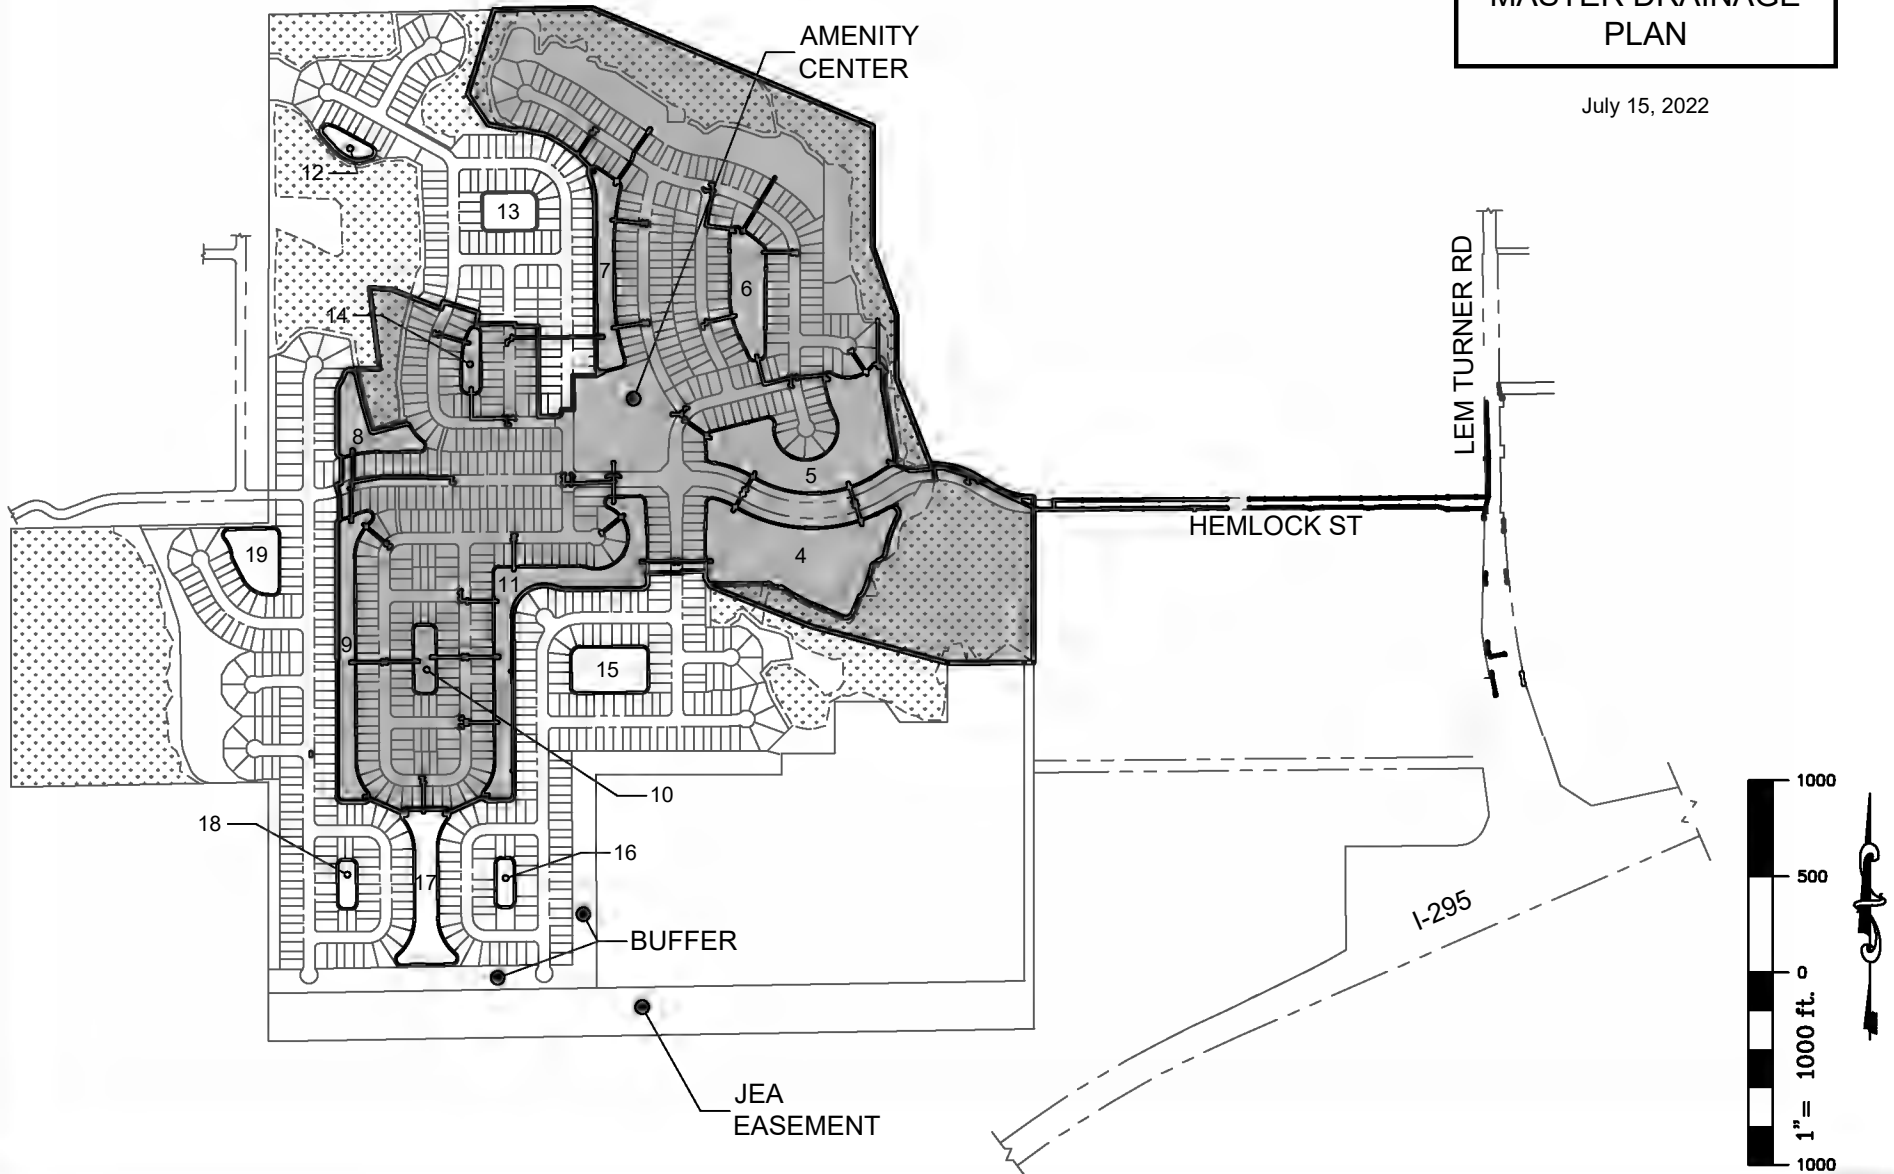 MASTER DRAINAGE
PLAN
July 15, 2022
AMENITY
CENTER
12
13
7
6
14
8
5
LEM TURNER RD
HEMLOCK ST
19
11
4
9
15
10
18
16
17
BUFFER
I-295
JEA
EASEMENT
1000
500
0
1"= 1000 ft.
1000